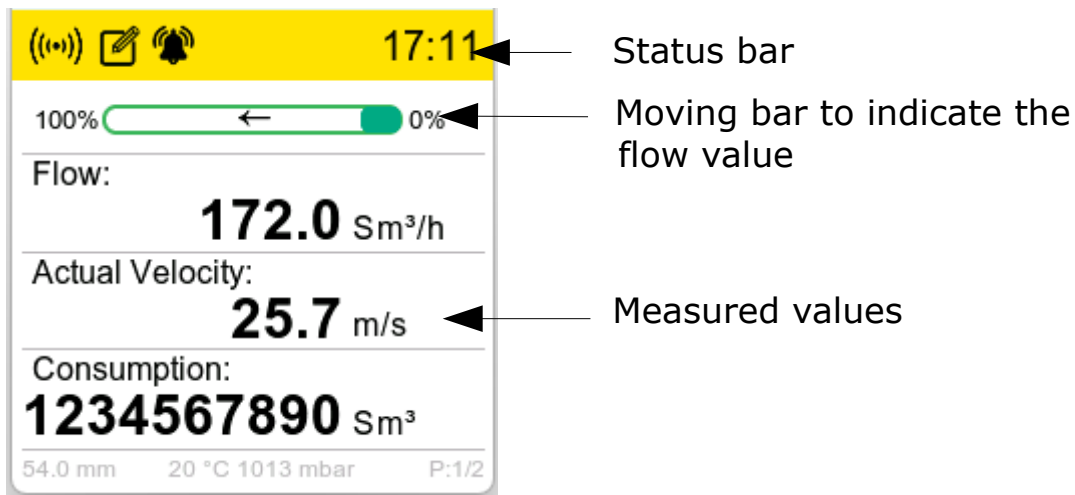 17:11
Status bar
100% ← 0%
Moving bar to indicate the
flow value
Flow:
172.0 Sm³/h
Actual Velocity:
25.7 m/s
Measured values
Consumption:
1234567890 Sm³
54.0 mm 20 °C 1013 mbar P:1/2